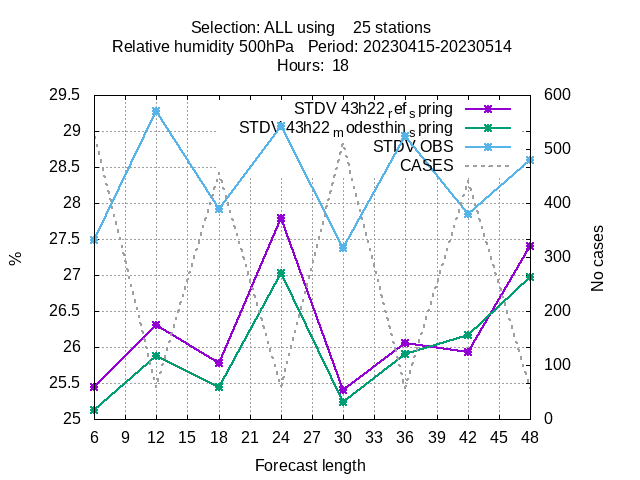 Selection: ALL using    25 stations
Relative humidity 500hPa   Period: 20230415-20230514
Hours:  18
STDV 43h22_ref_spring
STDV 43h22_modesthin_spring
STDV OBS
CASES
29.5
29
28.5
28
27.5
27
26.5
26
25.5
25
%
600
500
400
300
200
100
0
No cases
6 9 12 15 18 21 24 27 30 33 36 39 42 45 48
Forecast length